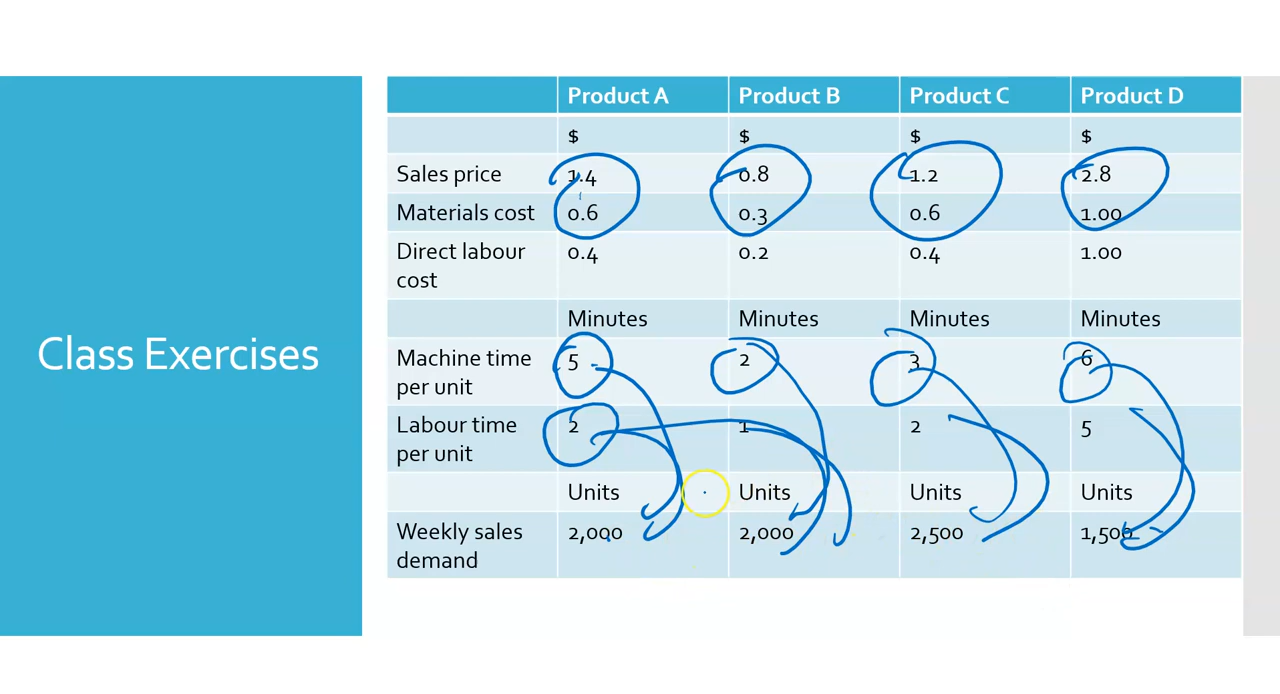 Class Exercises
Product A Product B Product C Product D
$ $ $ $
Sales price 1.4 0.8 1.2 2.8
Materials cost 0.6 0.3 0.6 1.00
Direct labour 0.4 0.2 0.4 1.00
cost
Minutes Minutes Minutes Minutes
Machine time 5 2 3 6
per unit
Labour time 2 1 2 5
per unit
Units Units Units Units
Weekly sales 2,000 2,000 2,500 1,500
demand